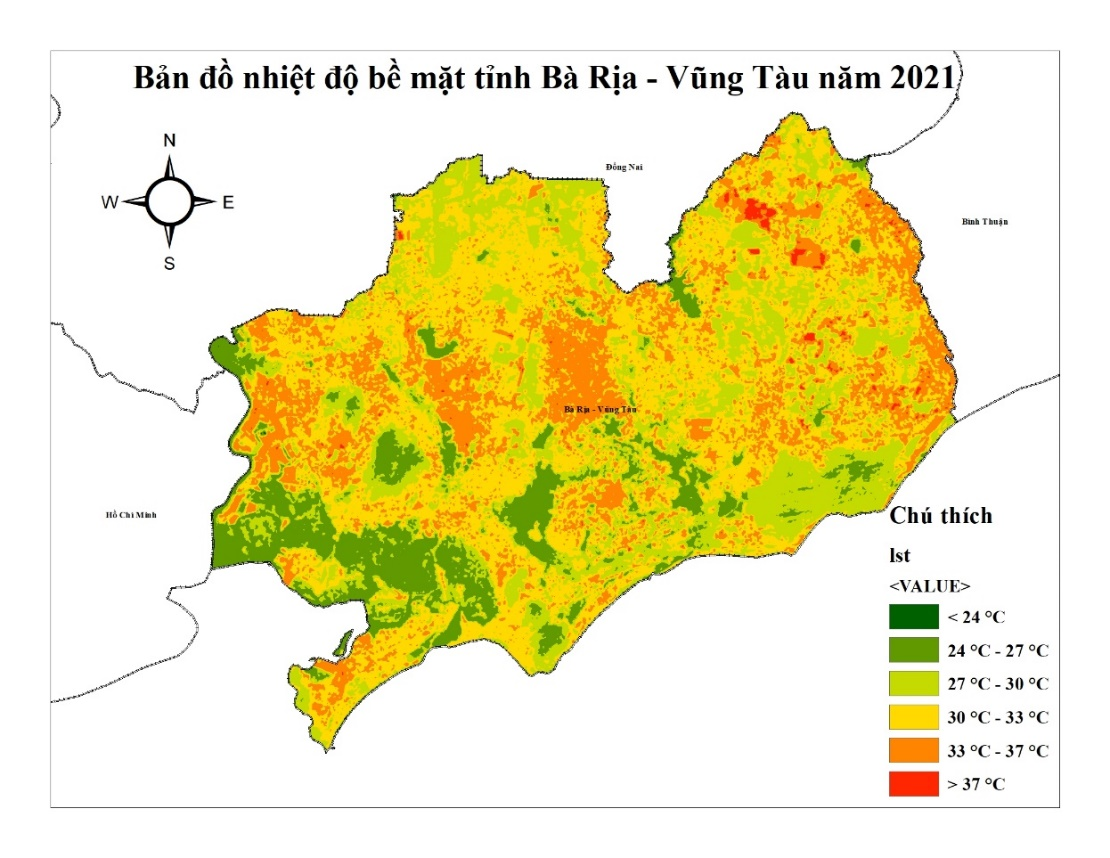 Bản đồ nhiệt độ bề mặt tỉnh Bà Rịa - Vũng Tàu năm 2021
N
W E
S
Đồng Nai
Bình Thuận
Bà Rịa - Vũng Tàu
Hồ Chí Minh
Chú thích
lst
<VALUE>
< 24 °C
24 °C - 27 °C
27 °C - 30 °C
30 °C - 33 °C
33 °C - 37 °C
> 37 °C